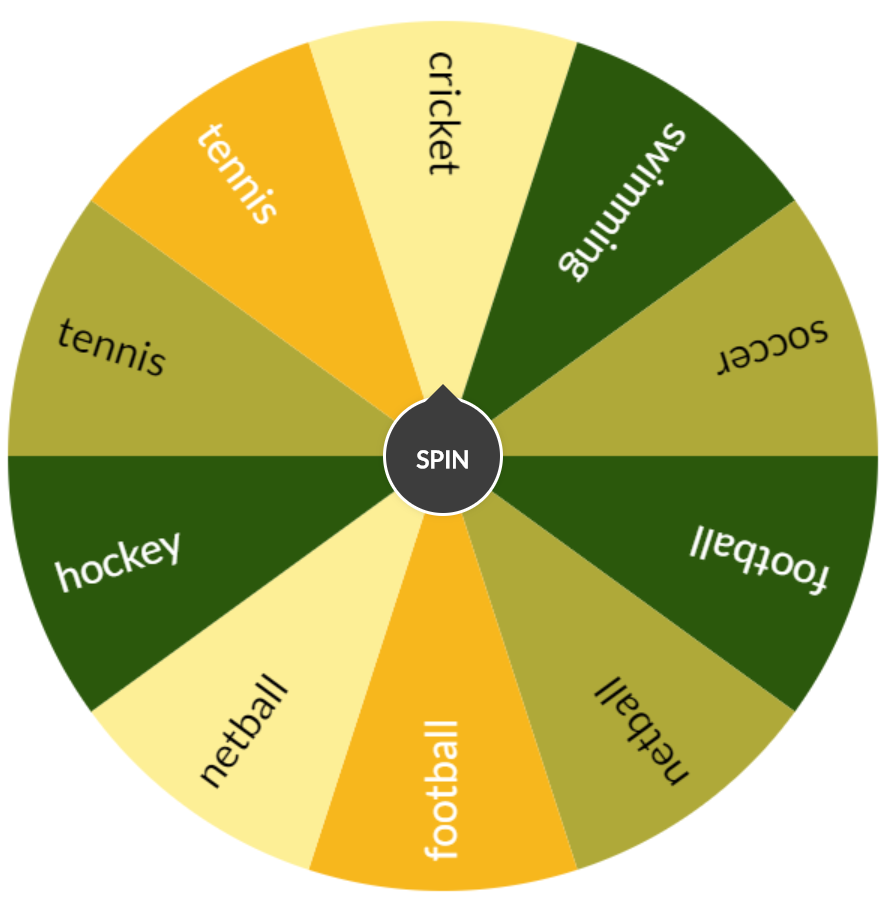 cricket
swimming
soccer
football
netball
football
netball
hockey
tennis
tennis
SPIN